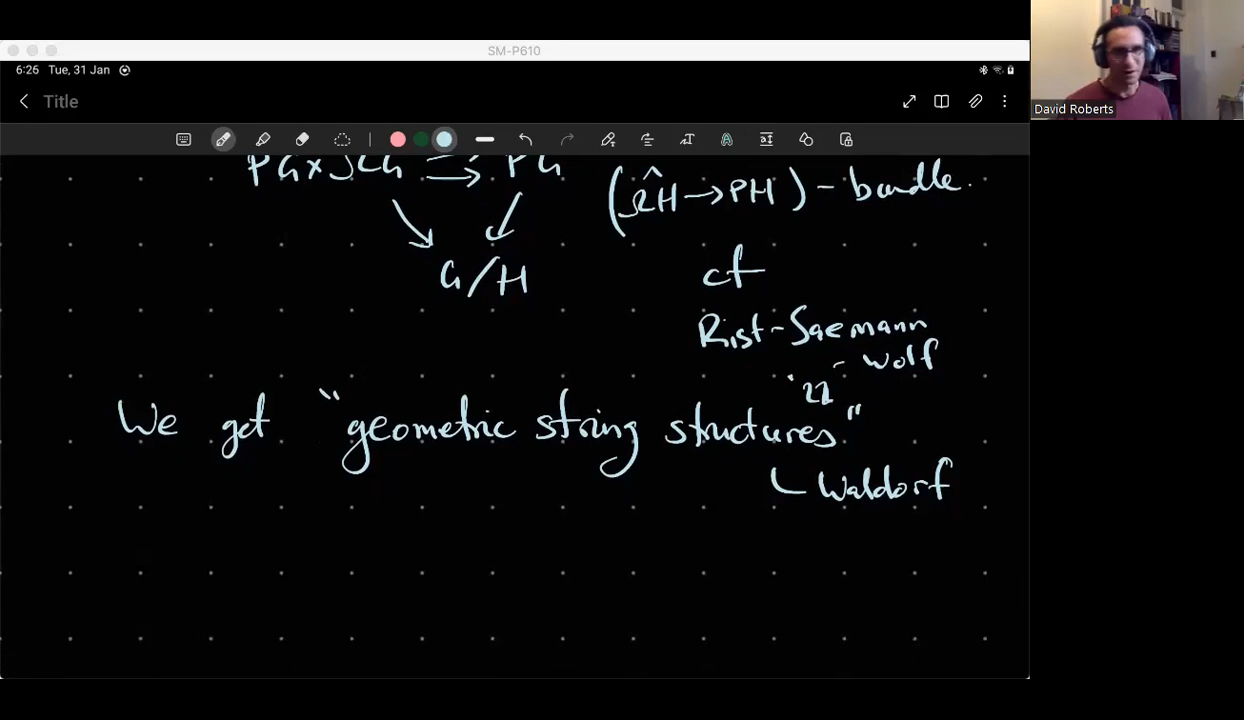 SM-P610
6:26 Tue, 31 Jan
Title
David Roberts
⇉
(Ω̂H → PH) - bundle.
G/H
cf
Rist-Saemann
- Wolf
'22
We get "geometric string structures"
Waldorf